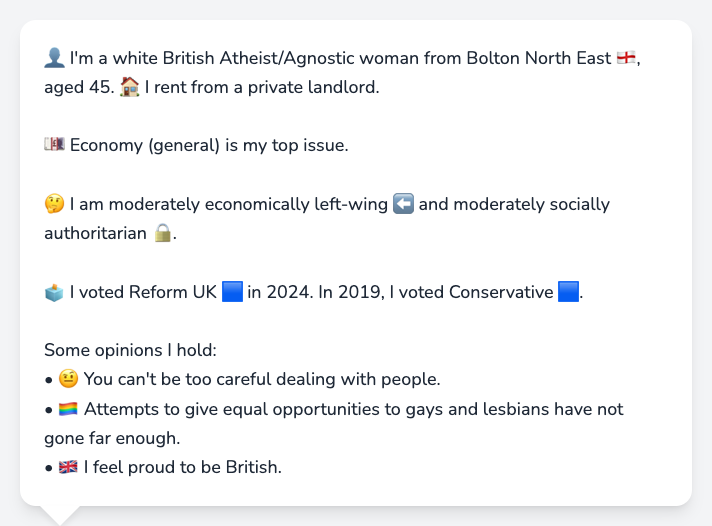 👤 I'm a white British Atheist/Agnostic woman from Bolton North East 🏴󠁧󠁢󠁥󠁮󠁧󠁿,
aged 45. 🏠 I rent from a private landlord.
💷 Economy (general) is my top issue.
🤔 I am moderately economically left-wing ⬅️ and moderately socially
authoritarian 🔒.
🗳️ I voted Reform UK 🟦 in 2024. In 2019, I voted Conservative 🟦.
Some opinions I hold:
• 🤨 You can't be too careful dealing with people.
• 🏳️‍🌈 Attempts to give equal opportunities to gays and lesbians have not
gone far enough.
• 🇬🇧 I feel proud to be British.